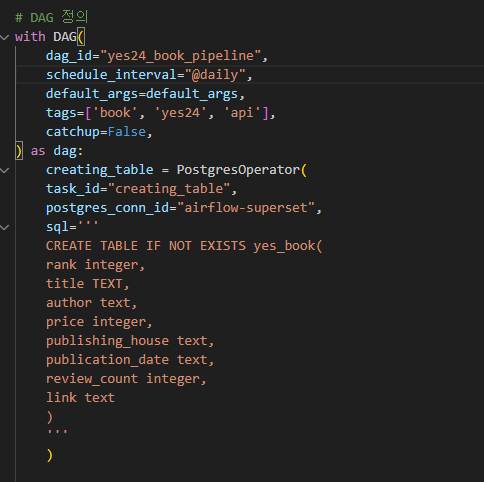 # DAG 정의
with DAG(
    dag_id="yes24_book_pipeline",
    schedule_interval="@daily",
    default_args=default_args,
    tags=['book', 'yes24', 'api'],
    catchup=False,
) as dag:
    creating_table = PostgresOperator(
    task_id="creating_table",
    postgres_conn_id="airflow-superset",
    sql='''
    CREATE TABLE IF NOT EXISTS yes_book(
    rank integer,
    title TEXT,
    author text,
    price integer,
    publishing_house text,
    publication_date text,
    review_count integer,
    link text
    )
    '''
    )